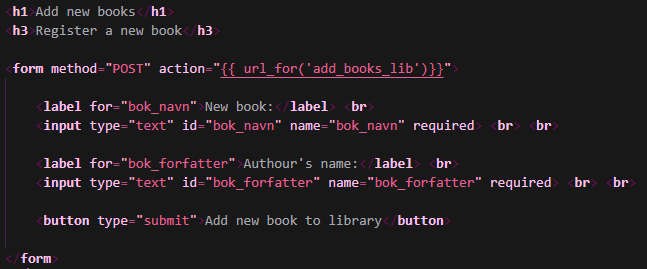 <h1>Add new books</h1>
<h3>Register a new book</h3>
<form method="POST" action="{{ url_for('add_books_lib')}}">
<label for="bok_navn">New book:</label> <br>
<input type="text" id="bok_navn" name="bok_navn" required> <br> <br>
<label for="bok_forfatter">Authour's name:</label> <br>
<input type="text" id="bok_forfatter" name="bok_forfatter" required> <br> <br>
<button type="submit">Add new book to library</button>
</form>